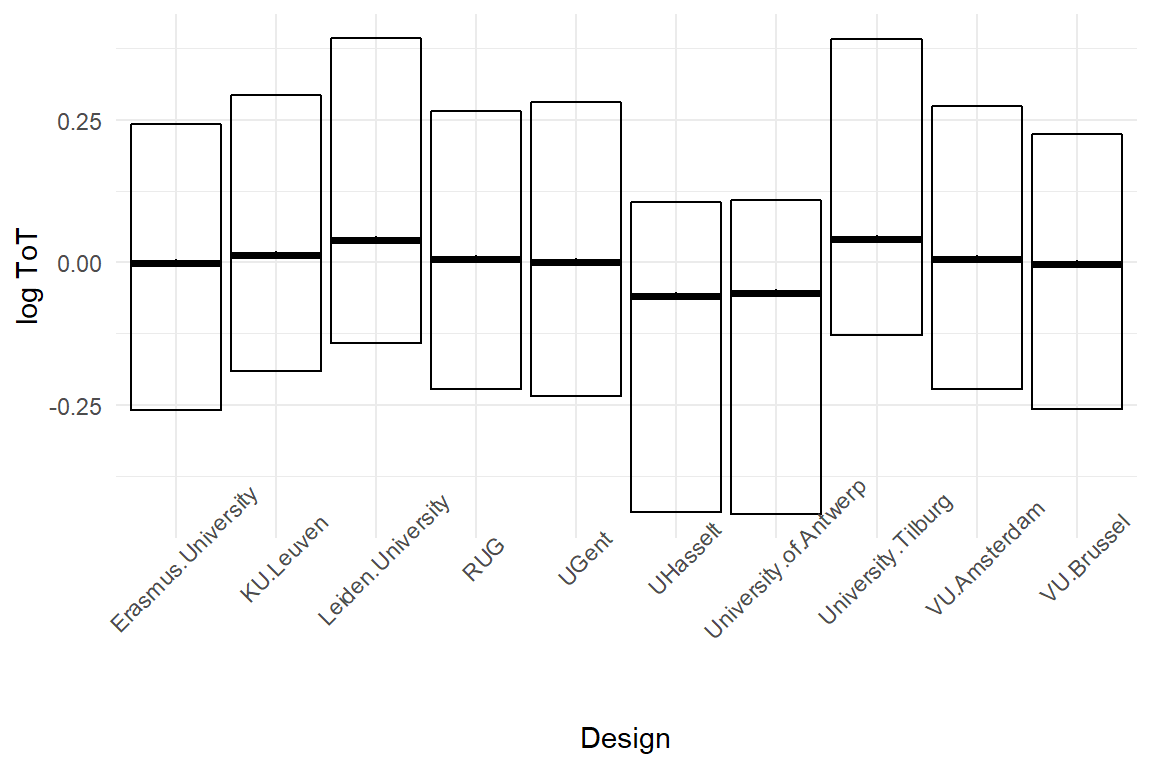 log ToT
0.25
0.00
-0.25
Erasmus.University
KU.Leuven
Leiden.University
RUG
UGent
UHasselt
University.of.Antwerp
University.Tilburg
VU.Amsterdam
VU.Brussel
Design